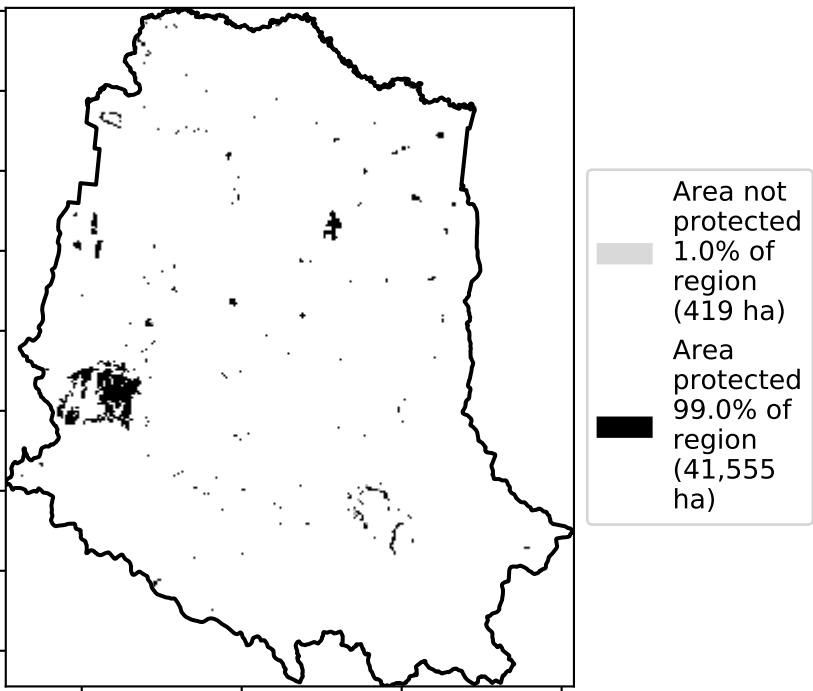 Area not
protected
1.0% of
region
(419 ha)
Area
protected
99.0% of
region
(41,555
ha)